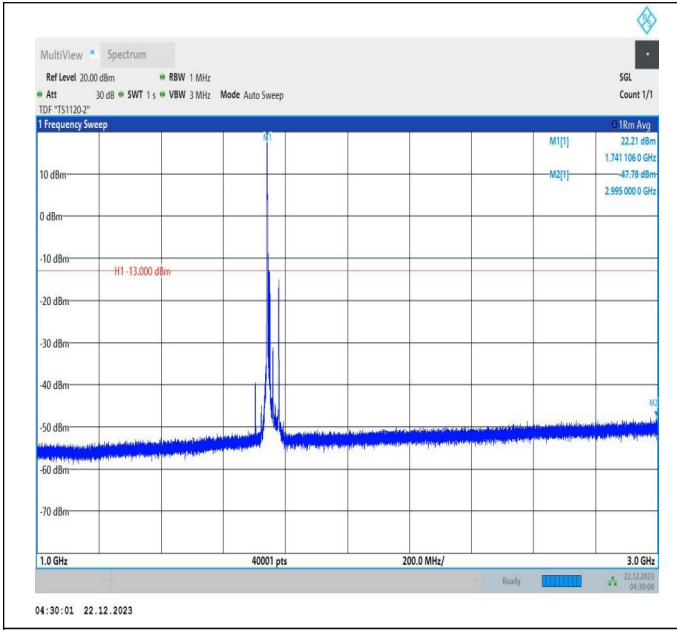 R S
MultiView Spectrum
Ref Level 20.00 dBm RBW 1 MHz SGL
Att 30 dB SWT 1 s VBW 3 MHz Mode Auto Sweep Count 1/1
TDF "TS1120-2"
1 Frequency Sweep 1Rm Avg
M1 M1[1] 22.21 dBm
1.741 106 0 GHz
10 dBm M2[1] -47.78 dBm
2.995 000 0 GHz
0 dBm
-10 dBm
H1 -13.000 dBm
-20 dBm
-30 dBm
-40 dBm
M2
-50 dBm
-60 dBm
-70 dBm
1.0 GHz 40001 pts 200.0 MHz/ 3.0 GHz
Ready 22.12.2023
04:30:00
04:30:01 22.12.2023